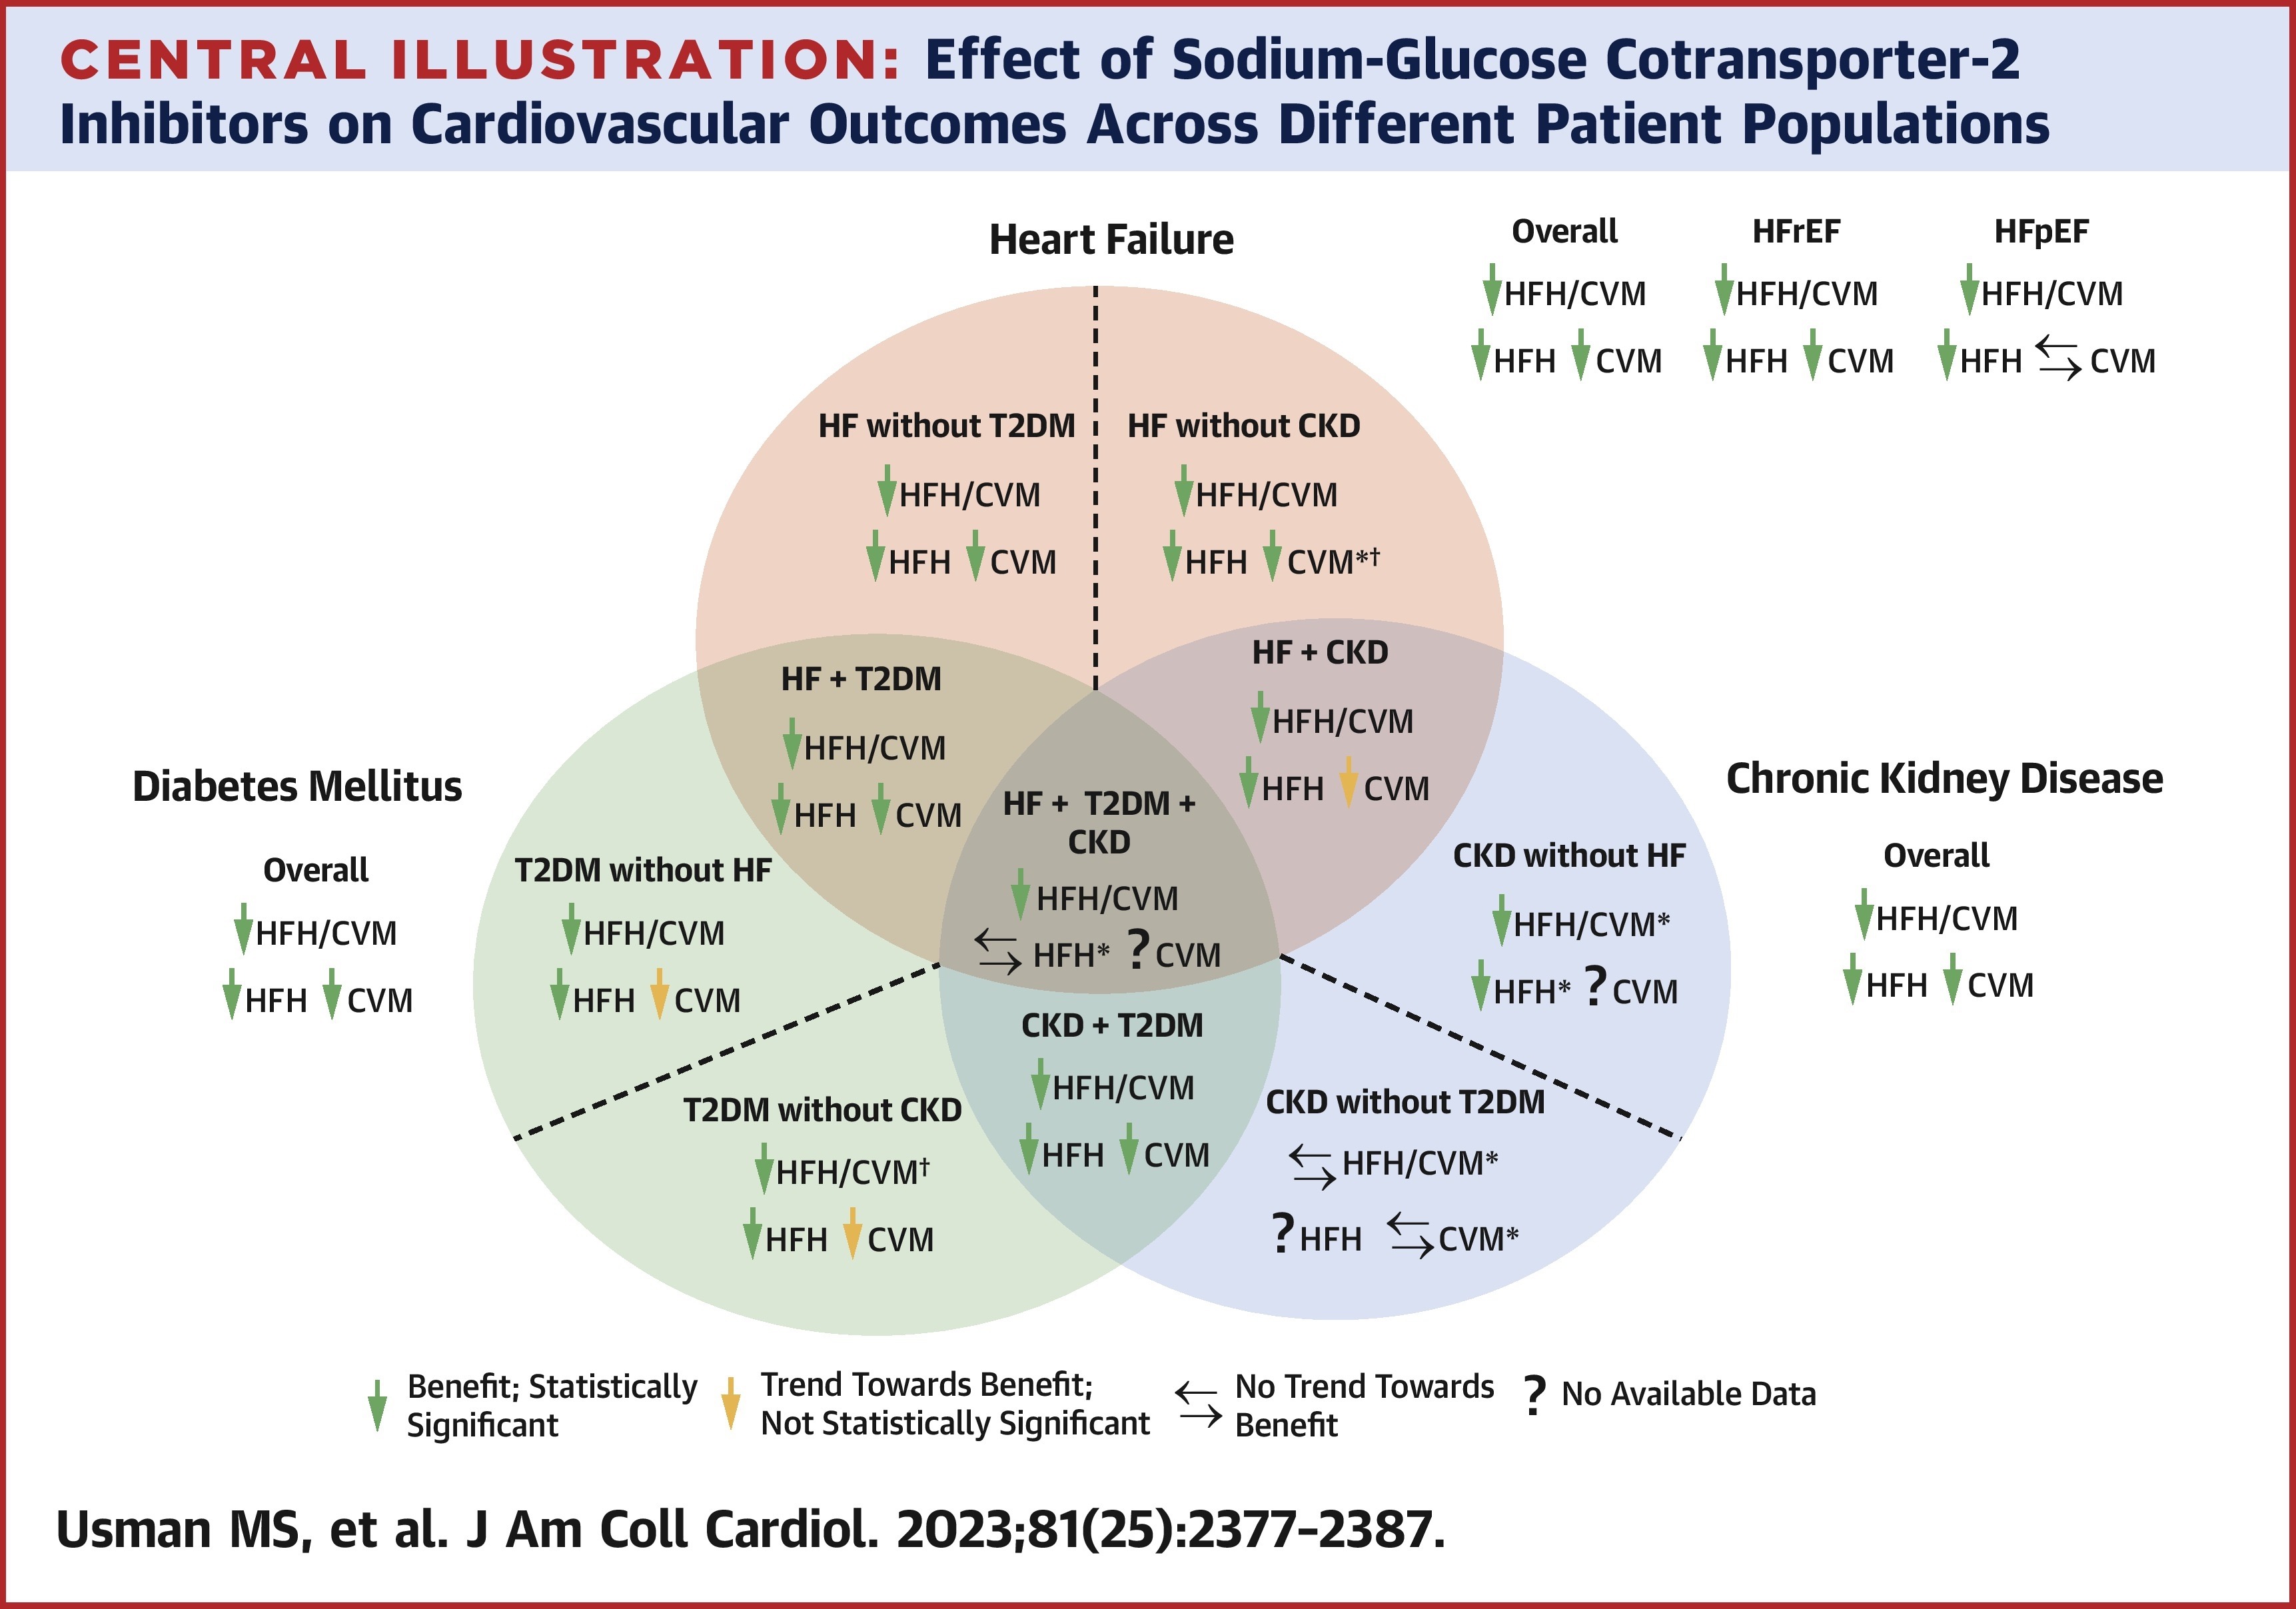 CENTRAL ILLUSTRATION: Effect of Sodium-Glucose Cotransporter-2
Inhibitors on Cardiovascular Outcomes Across Different Patient Populations
Heart Failure
Overall
HFH/CVM
HFH CVM
HFrEF
HFH/CVM
HFH CVM
HFpEF
HFH/CVM
HFH CVM
HF without T2DM
HFH/CVM
HFH CVM
HF without CKD
HFH/CVM
HFH CVM*†
HF + T2DM
HFH/CVM
HFH CVM
HF + CKD
HFH/CVM
HFH CVM
HF + T2DM +
CKD
HFH/CVM
HFH* ? CVM
Diabetes Mellitus
Overall
HFH/CVM
HFH CVM
T2DM without HF
HFH/CVM
HFH CVM
T2DM without CKD
HFH/CVM†
HFH CVM
CKD + T2DM
HFH/CVM
HFH CVM
Chronic Kidney Disease
Overall
HFH/CVM
HFH CVM
CKD without HF
HFH/CVM*
HFH* ? CVM
CKD without T2DM
HFH/CVM*
? HFH CVM*
Benefit; Statistically
Significant
Trend Towards Benefit;
Not Statistically Significant
No Trend Towards
Benefit
? No Available Data
Usman MS, et al. J Am Coll Cardiol. 2023;81(25):2377–2387.